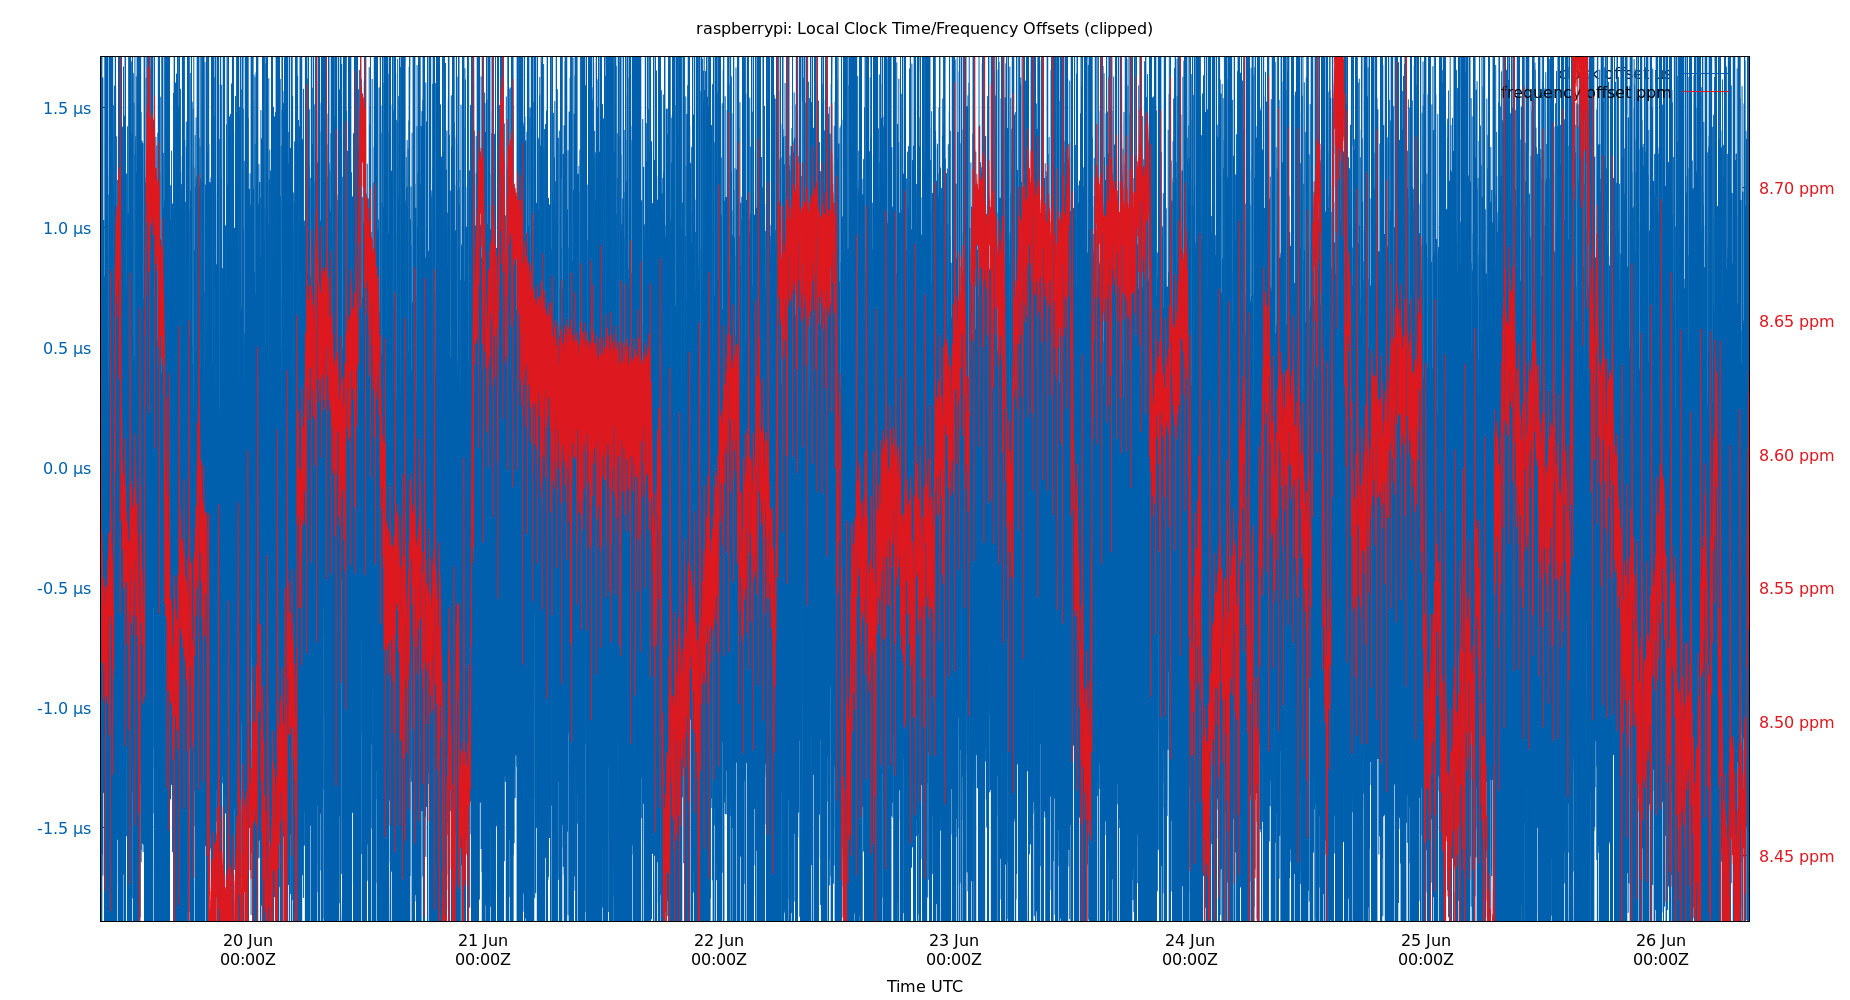 raspberrypi: Local Clock Time/Frequency Offsets (clipped)
clock offset us
frequency offset ppm
1.5 µs
1.0 µs
0.5 µs
0.0 µs
-0.5 µs
-1.0 µs
-1.5 µs
8.70 ppm
8.65 ppm
8.60 ppm
8.55 ppm
8.50 ppm
8.45 ppm
20 Jun 21 Jun 22 Jun 23 Jun 24 Jun 25 Jun 26 Jun
00:00Z 00:00Z 00:00Z 00:00Z 00:00Z 00:00Z 00:00Z
Time UTC